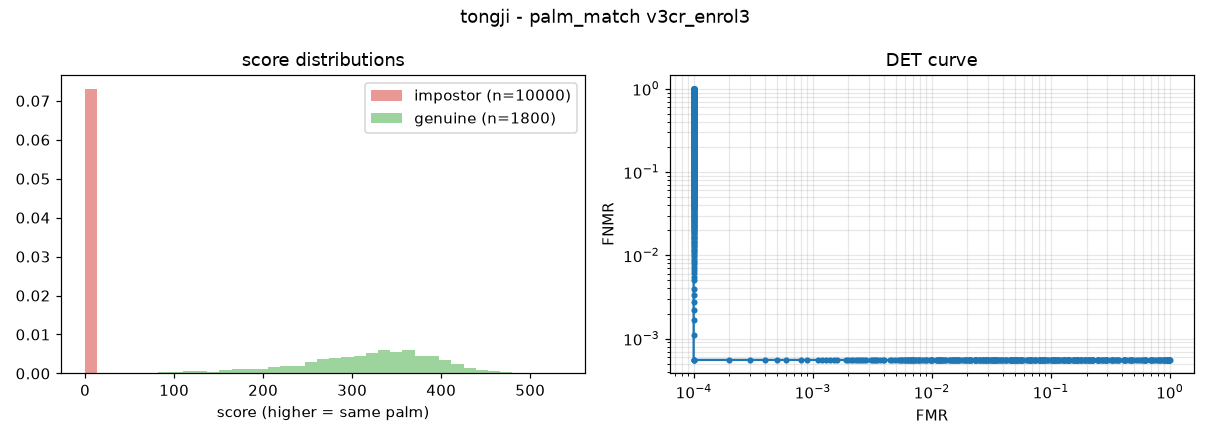 tongji - palm_match v3cr_enrol3
score distributions
0.07
0.06
0.05
0.04
0.03
0.02
0.01
0.00
impostor (n=10000)
genuine (n=1800)
0
100
200
300
400
500
score (higher = same palm)
DET curve
FNMR
10⁰
10⁻¹
10⁻²
10⁻³
10⁻⁴
10⁻³
10⁻²
10⁻¹
10⁰
FMR